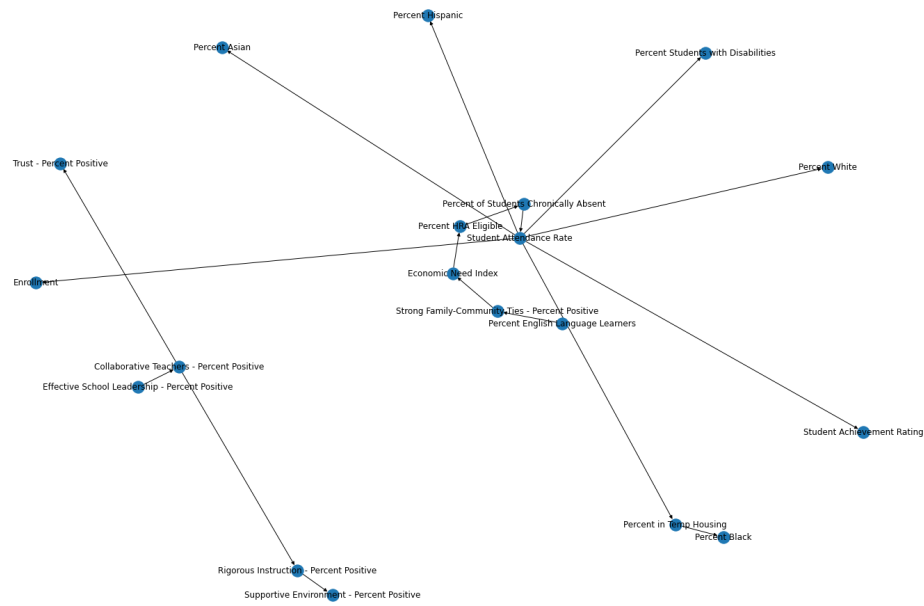 Percent Hispanic
Percent Asian
Percent Students with Disabilities
Trust - Percent Positive
Percent White
Percent of Students Chronically Absent
Percent HRA Eligible
Student Attendance Rate
Economic Need Index
Enrollment
Strong Family-Community Ties - Percent Positive
Percent English Language Learners
Collaborative Teachers - Percent Positive
Effective School Leadership - Percent Positive
Student Achievement Rating
Percent in Temp Housing
Percent Black
Rigorous Instruction - Percent Positive
Supportive Environment - Percent Positive